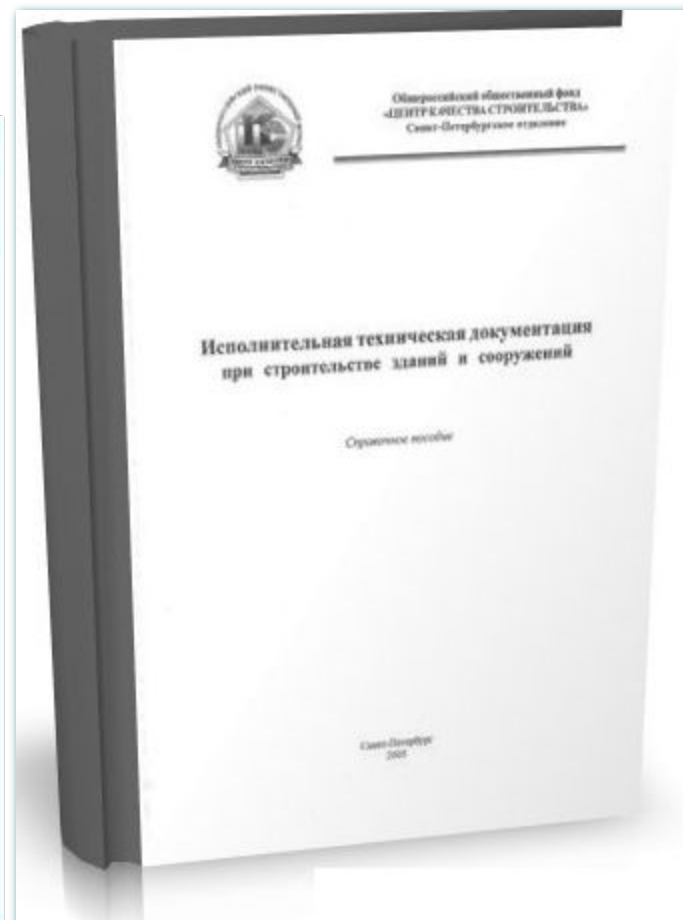 Общероссийский общественный фонд
«ЦЕНТР КАЧЕСТВА СТРОИТЕЛЬСТВА»
Санкт-Петербургское отделение
Исполнительная техническая документация
при строительстве зданий и сооружений
Справочное пособие
Санкт-Петербург
2005